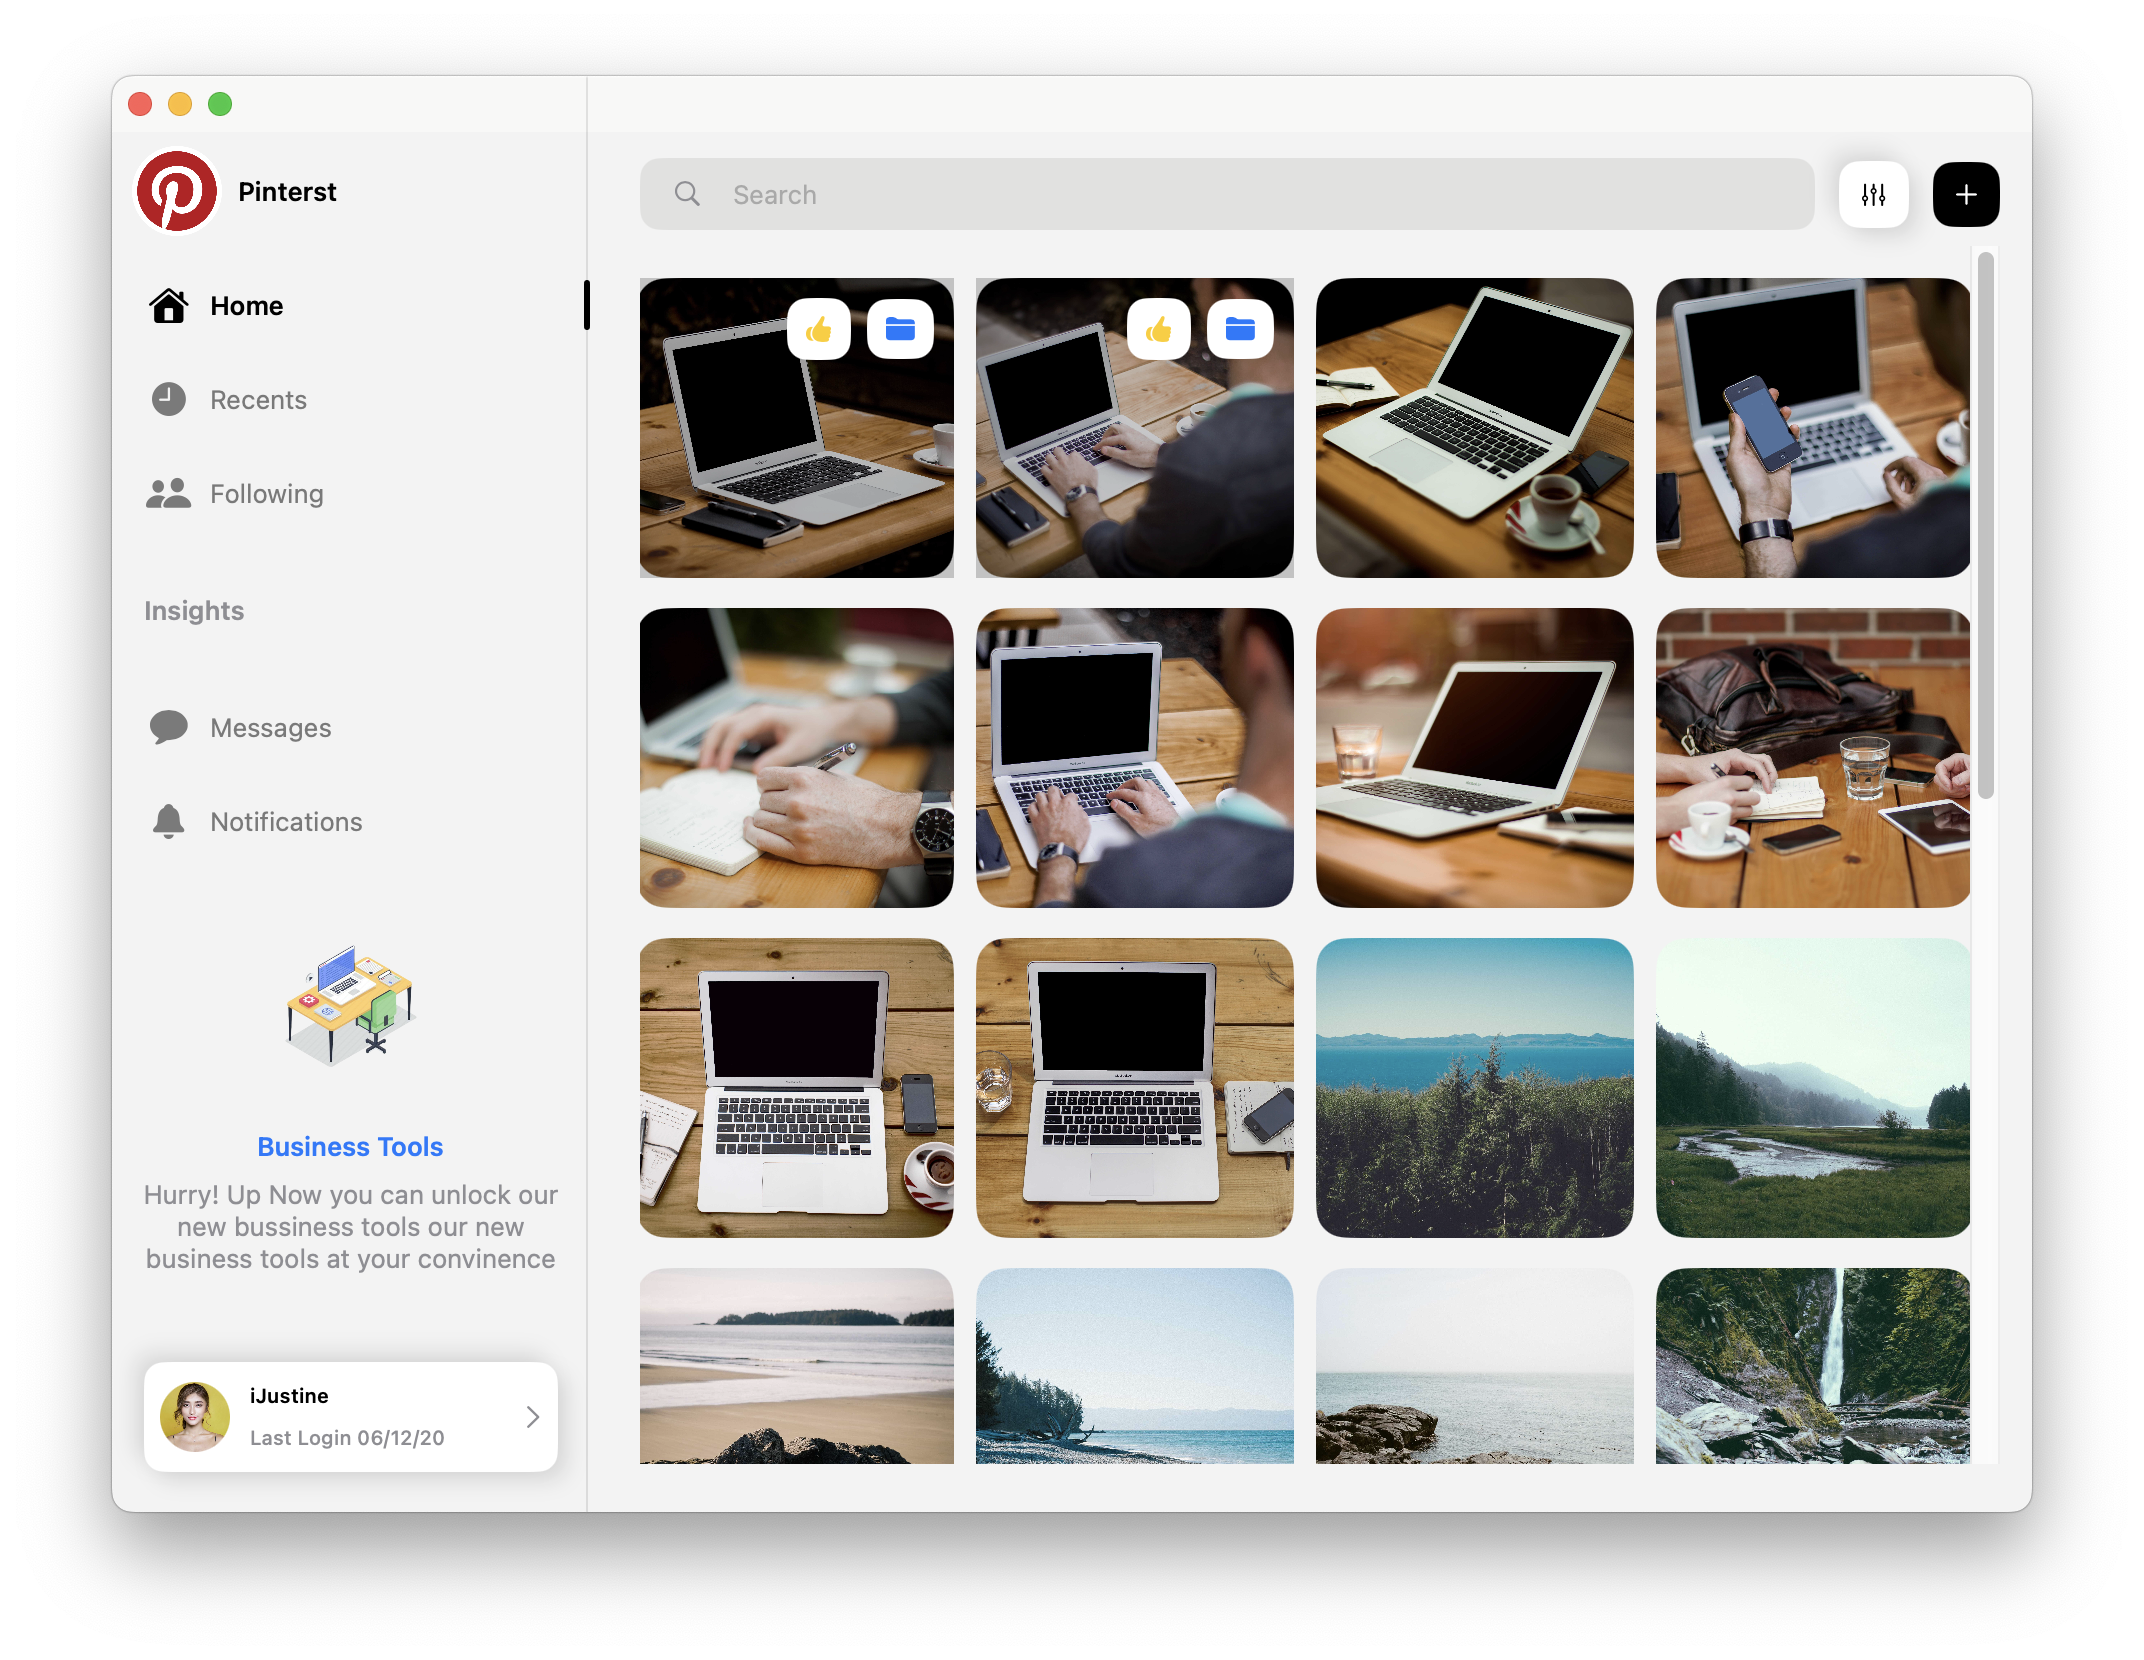 Pinterst
Search
Home
Recents
Following
Insights
Messages
Notifications
Business Tools
Hurry! Up Now you can unlock our
new bussiness tools our new
business tools at your convinence
iJustine
Last Login 06/12/20